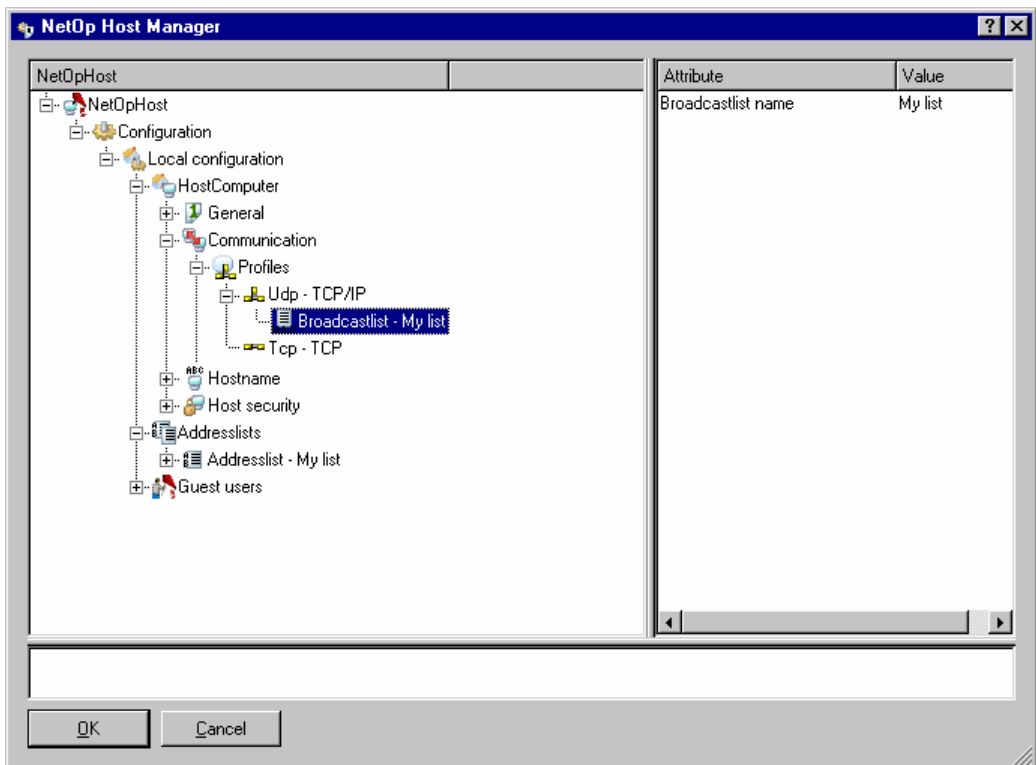 NetOp Host Manager
NetOpHost
Attribute Value
NetOpHost
Broadcastlist name My list
Configuration
Local configuration
HostComputer
General
Communication
Profiles
Udp - TCP/IP
Broadcastlist - My list
Tcp - TCP
ABC
Hostname
Host security
Addresslists
Addresslist - My list
Guest users
OK Cancel